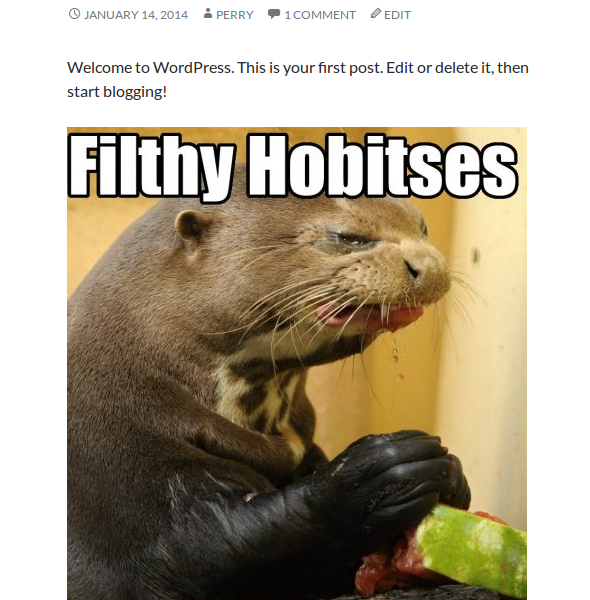 JANUARY 14, 2014 PERRY 1 COMMENT EDIT
Welcome to WordPress. This is your first post. Edit or delete it, then
start blogging!
Filthy Hobitses